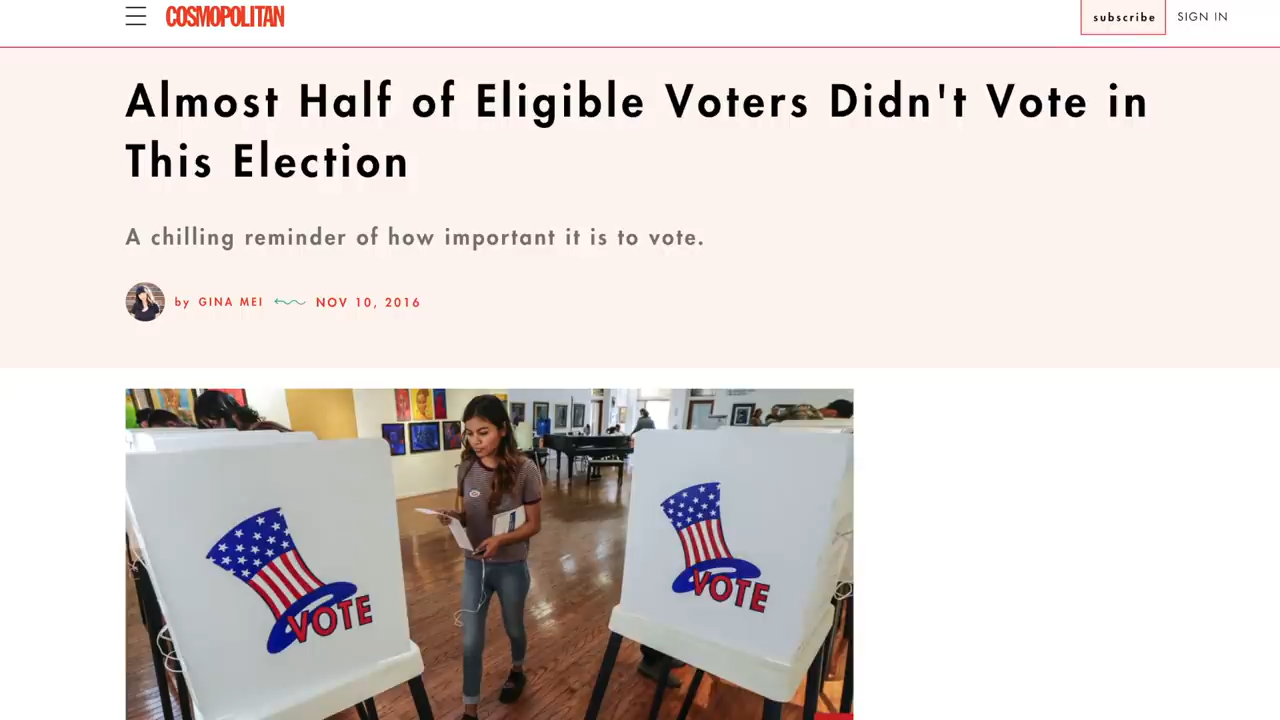 COSMOPOLITAN
subscribe SIGN IN
Almost Half of Eligible Voters Didn't Vote in
This Election
A chilling reminder of how important it is to vote.
by GINA MEI NOV 10, 2016
VOTE
VOTE